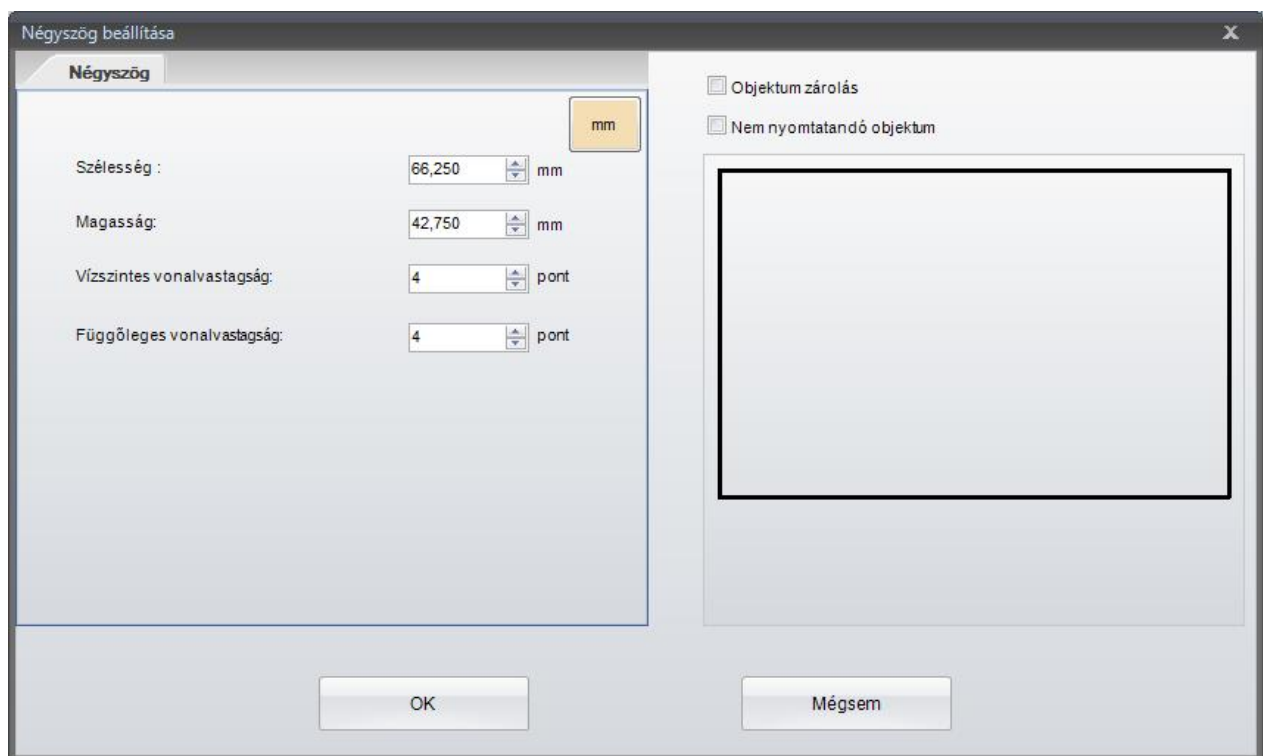 Négyszög beállítása
X
Négyszög
mm
Szélesség : 66,250 mm
Magasság: 42,750 mm
Vízszintes vonalvastagság: 4 pont
Függõleges vonalvastagság: 4 pont
Objektum zárolás
Nem nyomtatandó objektum
OK
Mégsem